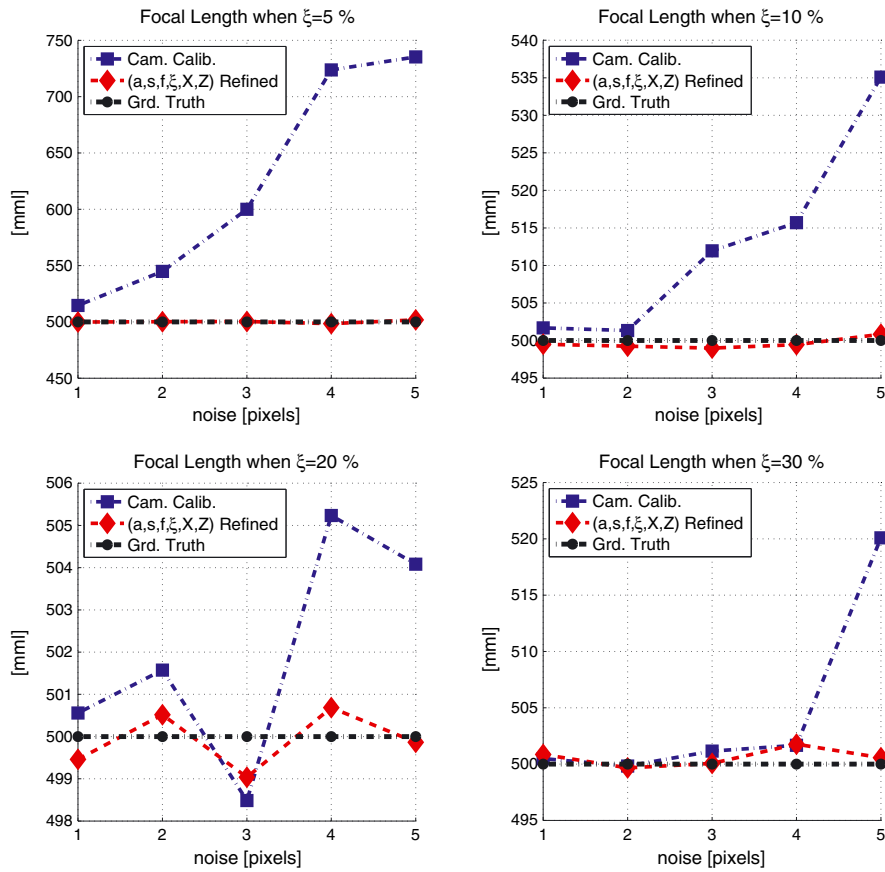 Focal Length when ξ=5 %
750
700
650
600
550
500
450
[mml]
Cam. Calib.
(a,s,f,ξ,X,Z) Refined
Grd. Truth
1 2 3 4 5
noise [pixels]
Focal Length when ξ=10 %
540
535
530
525
520
515
510
505
500
495
[mml]
Cam. Calib.
(a,s,f,ξ,X,Z) Refined
Grd. Truth
1 2 3 4 5
noise [pixels]
Focal Length when ξ=20 %
506
505
504
503
502
501
500
499
498
[mml]
Cam. Calib.
(a,s,f,ξ,X,Z) Refined
Grd. Truth
1 2 3 4 5
noise [pixels]
Focal Length when ξ=30 %
525
520
515
510
505
500
495
[mml]
Cam. Calib.
(a,s,f,ξ,X,Z) Refined
Grd. Truth
1 2 3 4 5
noise [pixels]